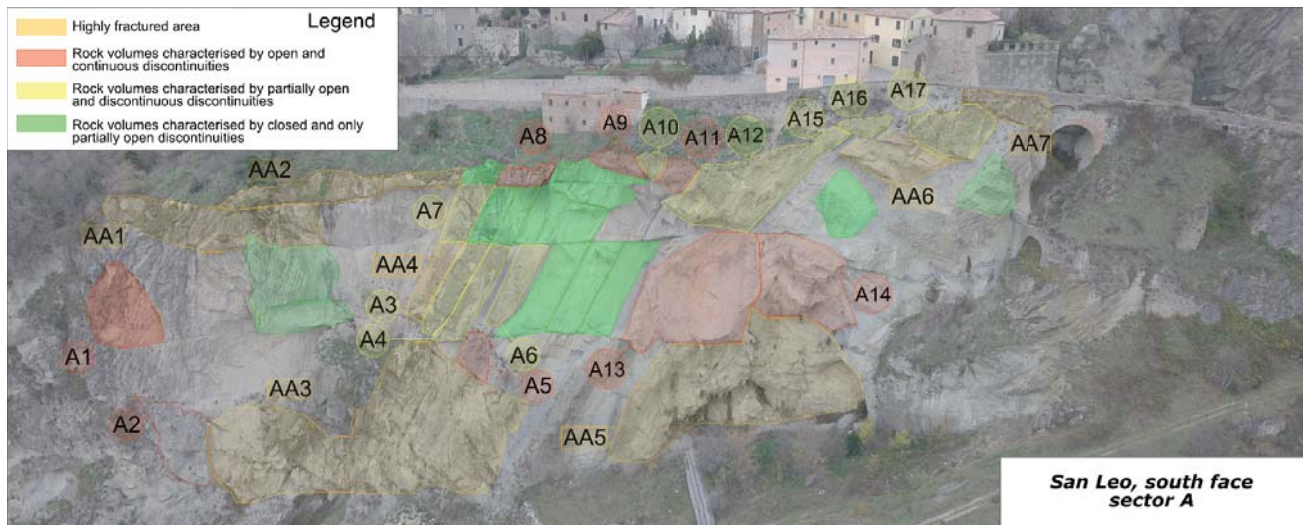 Legend
Highly fractured area
Rock volumes characterised by open and
continuous discontinuities
Rock volumes characterised by partially open
and discontinuous discontinuities
Rock volumes characterised by closed and only
partially open discontinuities
A17
A16
A15
A8
A9
A10
A11
A12
AA7
AA2
AA6
A7
AA1
AA4
A3
A14
A4
A1
A6
A13
A5
AA3
A2
AA5
San Leo, south face
sector A